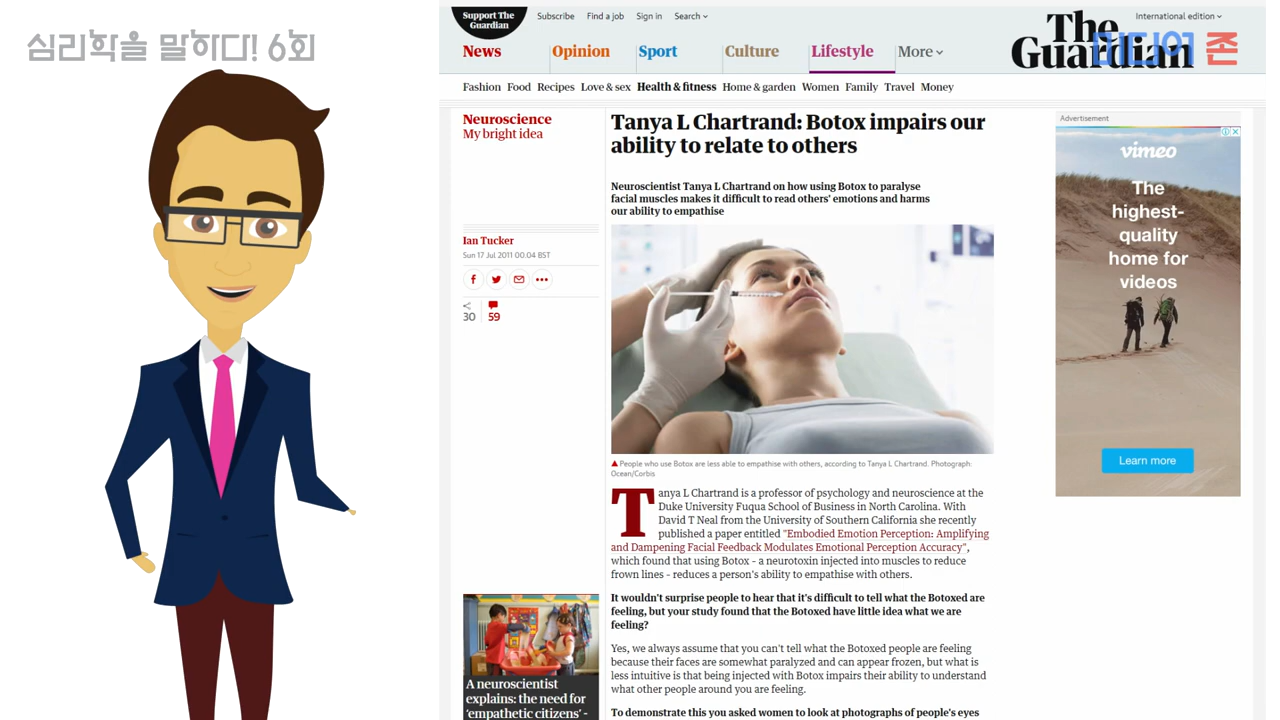 심리학을 말하다! 6회
Support The
Guardian
Subscribe Find a job Sign in Search
International edition
The
Guardian
미디어 존
News Opinion Sport Culture Lifestyle More
Fashion Food Recipes Love & sex Health & fitness Home & garden Women Family Travel Money
Neuroscience
My bright idea
Tanya L Chartrand: Botox impairs our
ability to relate to others
Neuroscientist Tanya L Chartrand on how using Botox to paralyse
facial muscles makes it difficult to read others' emotions and harms
our ability to empathise
Ian Tucker
Sun 17 Jul 2011 00.04 BST
30 59
People who use Botox are less able to empathise with others, according to Tanya L Chartrand. Photograph:
Ocean/Corbis
Tanya L Chartrand is a professor of psychology and neuroscience at the
Duke University Fuqua School of Business in North Carolina. With
David T Neal from the University of Southern California she recently
published a paper entitled "Embodied Emotion Perception: Amplifying
and Dampening Facial Feedback Modulates Emotional Perception Accuracy",
which found that using Botox – a neurotoxin injected into muscles to reduce
frown lines – reduces a person's ability to empathise with others.
It wouldn't surprise people to hear that it's difficult to tell what the Botoxed are
feeling, but your study found that the Botoxed have little idea what we are
feeling?
Yes, we always assume that you can't tell what the Botoxed people are feeling
because their faces are somewhat paralyzed and can appear frozen, but what is
less intuitive is that being injected with Botox impairs their ability to understand
what other people around you are feeling.
To demonstrate this you asked women to look at photographs of people's eyes
A neuroscientist
explains: the need for
'empathetic citizens' -
Advertisement
vimeo
The
highest-
quality
home for
videos
Learn more